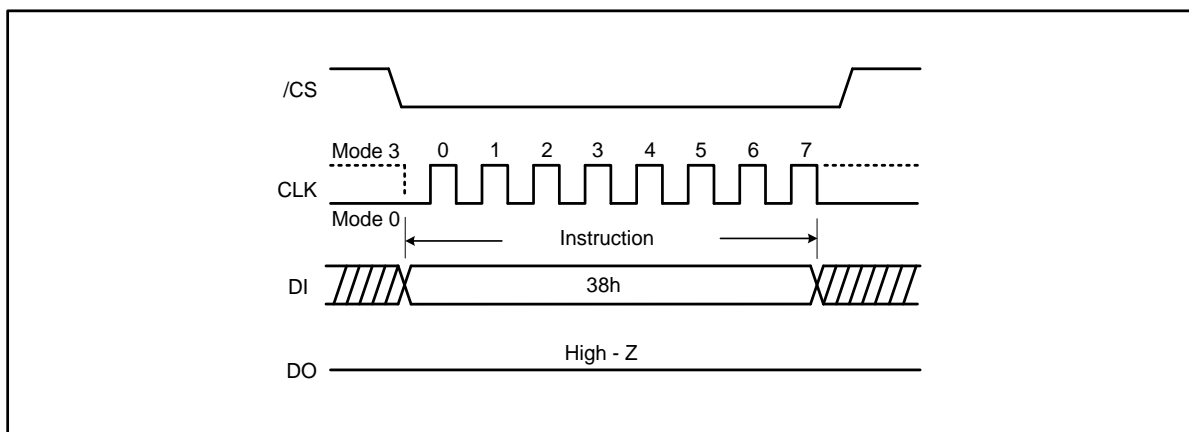 /CS
Mode 3 0 1 2 3 4 5 6 7
CLK
Mode 0
Instruction
DI 38h
High - Z
DO